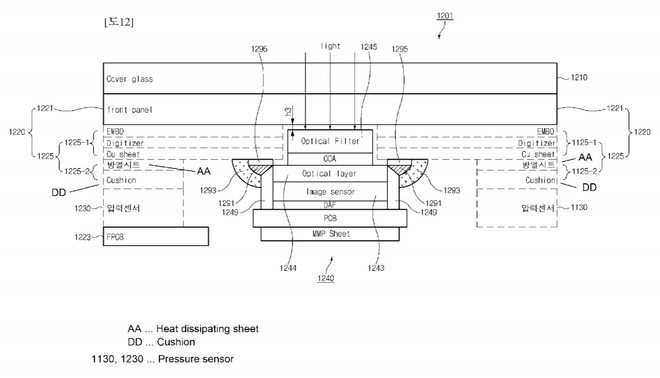 [도12]
1201
1296
light
1245
1295
Cover glass
1210
1221
front panel
1221
1220
1220
h3
EMBO
EMBO
1225-1
Digitizer
Optical Filter
Digitizer
1125-1
1225
Cu sheet
OCA
Cu sheet
AA
1225
방열시트
AA
Optical layer
방열시트
1225-2
Cushion
1293
1293
Cushion
1125-2
DD
Image sensor
DD
1291
1291
1230
압력센서
1249
DAF
1249
압력센서
1130
PCB
1223
FPCB
MMP Sheet
1244
1240
1243
AA ... Heat dissipating sheet
DD ... Cushion
1130, 1230 ... Pressure sensor